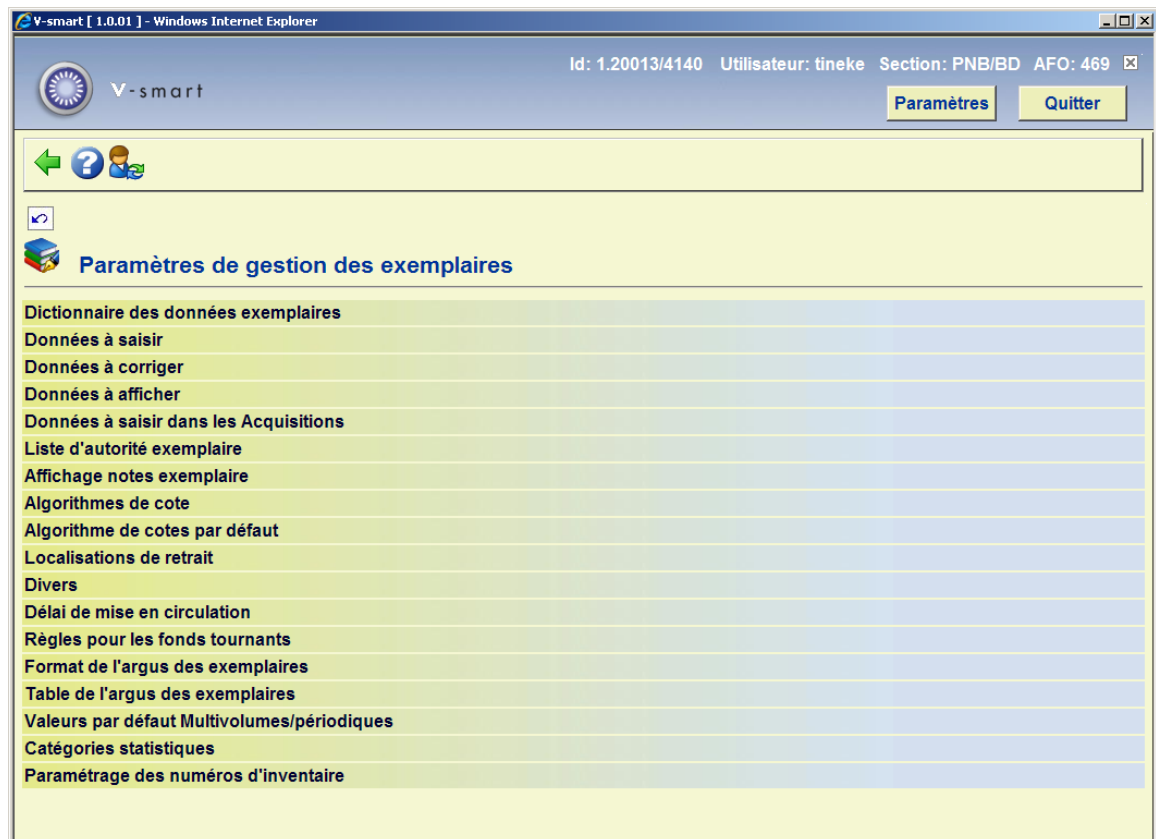 V-smart [ 1.0.01 ] - Windows Internet Explorer
Id: 1.20013/4140 Utilisateur: tineke Section: PNB/BD AFO: 469
V-smart
Paramètres Quitter
Paramètres de gestion des exemplaires
Dictionnaire des données exemplaires
Données à saisir
Données à corriger
Données à afficher
Données à saisir dans les Acquisitions
Liste d'autorité exemplaire
Affichage notes exemplaire
Algorithmes de cote
Algorithme de cotes par défaut
Localisations de retrait
Divers
Délai de mise en circulation
Règles pour les fonds tournants
Format de l'argus des exemplaires
Table de l'argus des exemplaires
Valeurs par défaut Multivolumes/périodiques
Catégories statistiques
Paramétrage des numéros d'inventaire